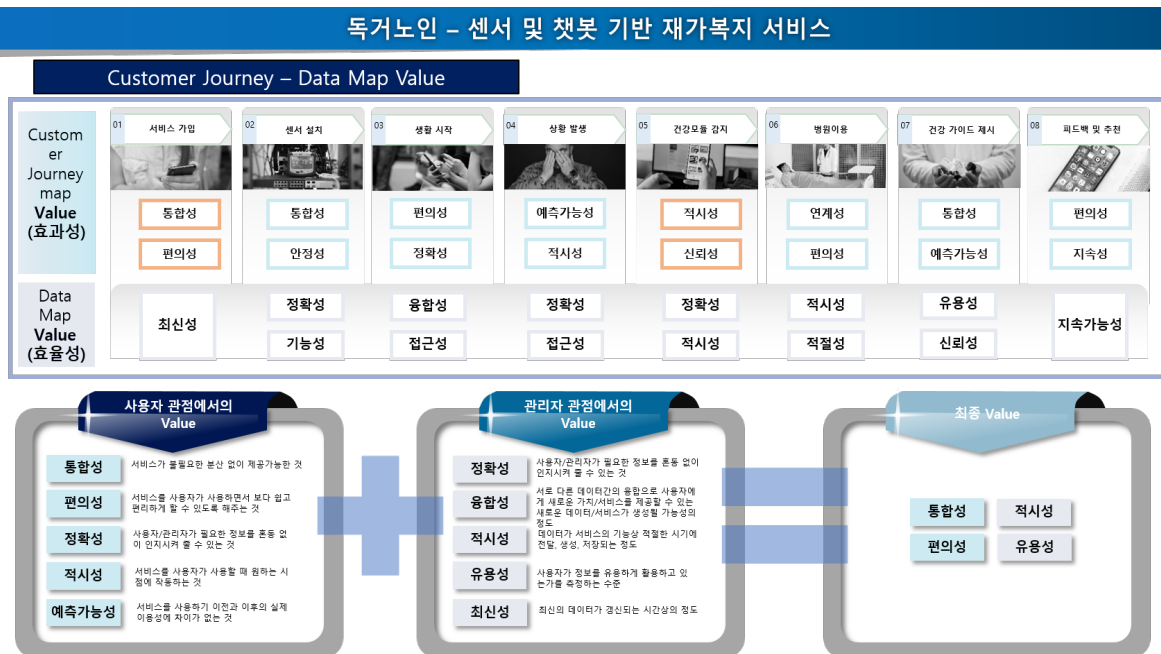 독거노인 – 센서 및 챗봇 기반 재가복지 서비스
Customer Journey – Data Map Value
Custom
er
Journey
map
Value
(효과성)
01 서비스 가입
02 센서 설치
03 생활 시작
04 상황 발생
05 건강모듈 감지
06 병원이용
07 건강 가이드 제시
08 피드백 및 추천
통합성 통합성 편의성 예측가능성 적시성 연계성 통합성 편의성
편의성 안정성 정확성 적시성 신뢰성 편의성 예측가능성 지속성
Data
Map
Value
(효율성)
최신성
정확성 융합성 정확성 정확성 적시성 유용성
기능성 접근성 접근성 적시성 적절성 신뢰성
지속가능성
사용자 관점에서의
Value
통합성
서비스가 불필요한 분산 없이 제공가능한 것
편의성
서비스를 사용자가 사용하면서 보다 쉽고
편리하게 할 수 있도록 해주는 것
정확성
사용자/관리자가 필요한 정보를 혼동 없
이 인지시켜 줄 수 있는 것
적시성
서비스를 사용자가 사용할 때 원하는 시
점에 작동하는 것
예측가능성
서비스를 사용하기 이전과 이후의 실제
이용성에 차이가 없는 것
관리자 관점에서의
Value
정확성
사용자/관리자가 필요한 정보를 혼동 없이
인지시켜 줄 수 있는 것
융합성
서로 다른 데이터간의 융합으로 사용자에
게 새로운 가치/서비스를 제공할 수 있는
새로운 데이터/서비스가 생성될 가능성의
정도
적시성
데이터가 서비스의 기능상 적절한 시기에
전달, 생성, 저장되는 정도
유용성
사용자가 정보를 유용하게 활용하고 있
는가를 측정하는 수준
최신성
최신의 데이터가 갱신되는 시간상의 정도
최종 Value
통합성 적시성
편의성 유용성